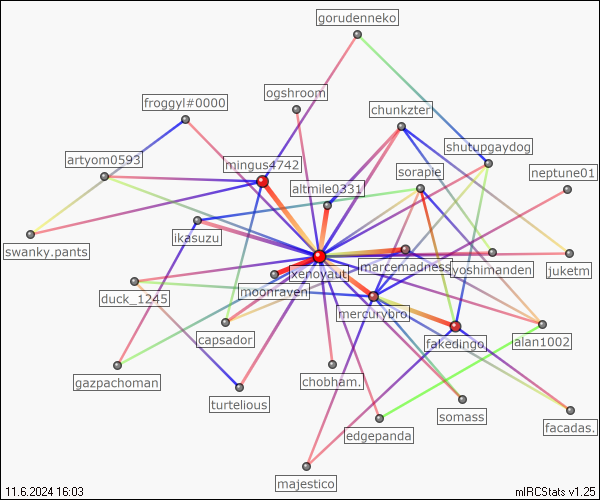 gorudenneko
froggyl#0000
ogshroom
chunkzter
artyom0593
mingus4742
shutupgaydog
sorapie
neptune01
altmile0331
swanky.pants
ikasuzu
xenoyaut
marcemadness
yoshimanden
juketm
moonraven
duck_1245
mercurybro
capsador
fakedingo.
alan1002
gazpachoman
chobham.
turtelious
somass
facadas.
edgepanda
majestico
11.6.2024 16:03
mIRCStats v1.25